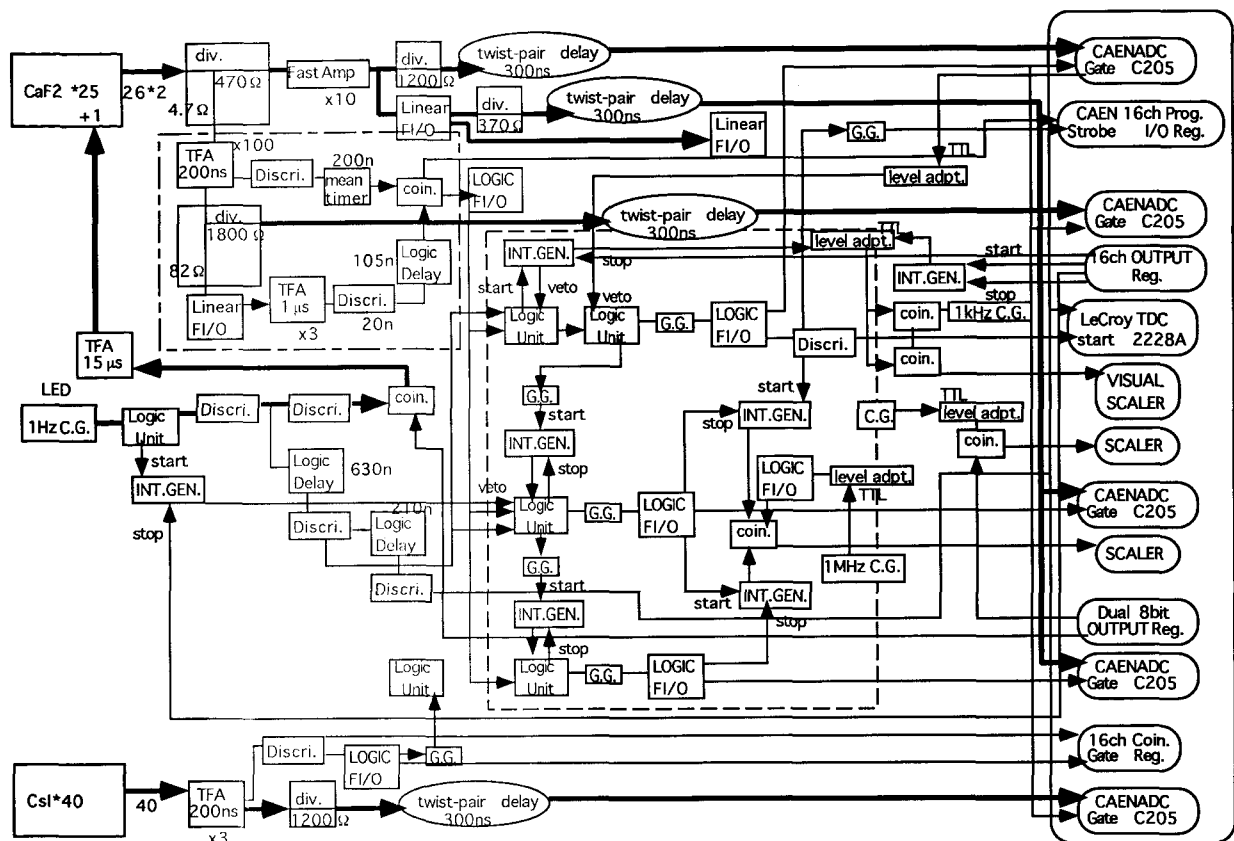 CaF2 *25
+1
26*2
div.
470Ω
4.7Ω
Fast Amp
x10
div.
1200Ω
twist-pair delay
300ns
Linear
FI/O
div.
370Ω
twist-pair delay
300ns
Linear
FI/O
CAENADC
Gate C205
CAEN 16ch Prog.
Strobe I/O Reg.
G.G.
TTL
level adpt.
x100
TFA
200ns
Discri.
200n
mean
timer
coin.
LOGIC
FI/O
div.
1800Ω
82Ω
twist-pair delay
300ns
CAENADC
Gate C205
Linear
FI/O
TFA
1 µs
x3
Discri.
20n
105n
Logic
Delay
INT.GEN.
stop
start
veto
veto
Logic
Unit
Logic
Unit
G.G.
LOGIC
FI/O
level adpt.
TTL
INT.GEN.
start
stop
16ch OUTPUT
Reg.
coin.
1kHz C.G.
coin.
Discri.
LeCroy TDC
start 2228A
VISUAL
SCALER
TFA
15 µs
LED
1Hz C.G.
Logic
Unit
Discri.
Discri.
coin.
start
INT.GEN.
stop
Logic
Delay
630n
Discri.
210n
Logic
Delay
Discri.
G.G.
start
INT.GEN.
stop
veto
Logic
Unit
G.G.
LOGIC
FI/O
start
INT.GEN.
stop
C.G.
TTL
level adpt.
coin.
SCALER
LOGIC
FI/O
level adpt.
TTL
CAENADC
Gate C205
coin.
1MHz C.G.
SCALER
G.G.
start
INT.GEN.
stop
start
INT.GEN.
stop
Dual 8bit
OUTPUT Reg.
Logic
Unit
Logic
Unit
G.G.
LOGIC
FI/O
CAENADC
Gate C205
Discri.
LOGIC
FI/O
G.G.
16ch Coin.
Gate Reg.
CsI*40
40
TFA
200ns
x3
div.
1200Ω
twist-pair delay
300ns
CAENADC
Gate C205